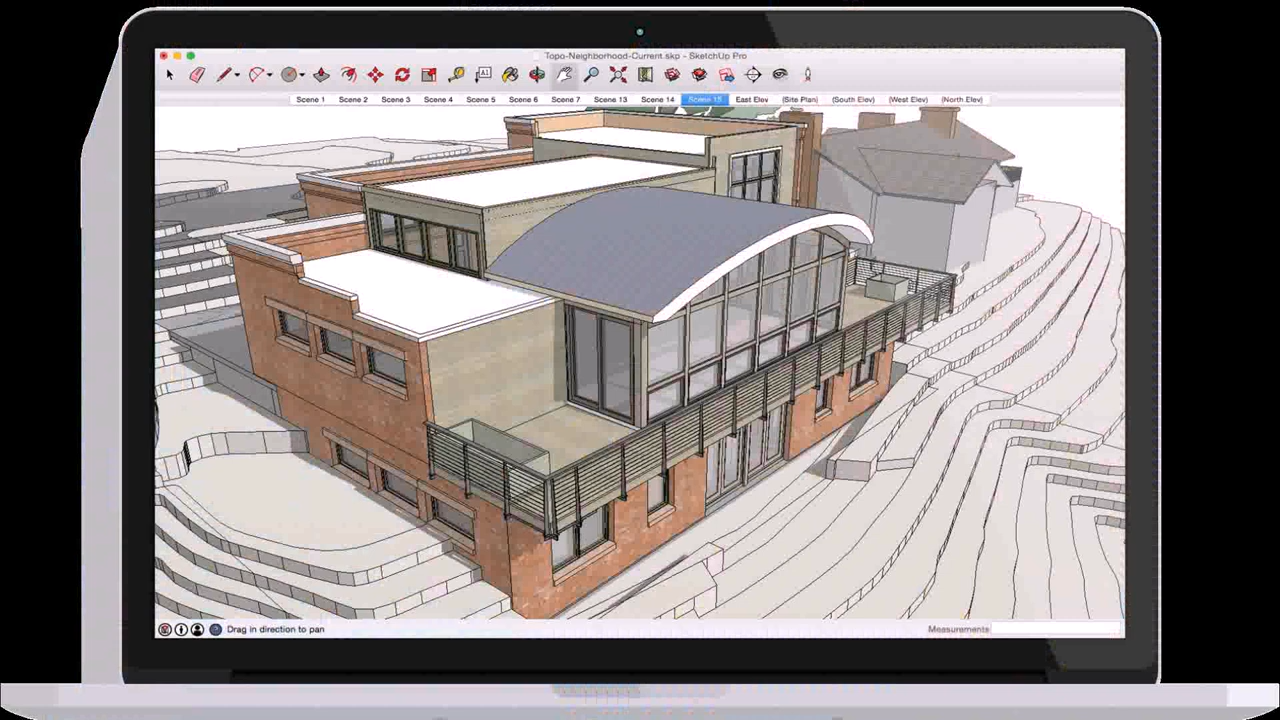 Topo-Neighborhood-Current.skp - SketchUp Pro
A1
Scene 1 Scene 2 Scene 3 Scene 4 Scene 5 Scene 6 Scene 7 Scene 13 Scene 14 Scene 15 East Elev (Site Plan) (South Elev) (West Elev) (North Elev)
Drag in direction to pan Measurements